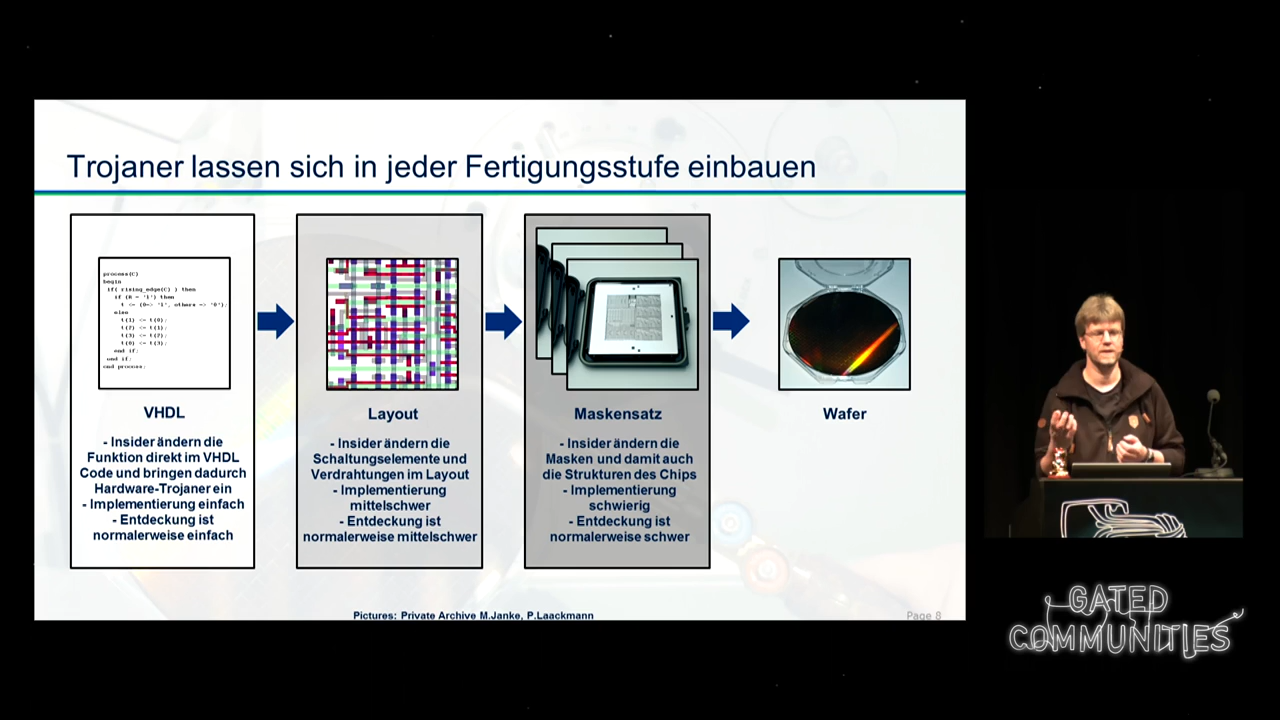 Trojaner lassen sich in jeder Fertigungsstufe einbauen
process(C)
begin
if( rising_edge(C) ) then
if (R = '1') then
t <= (0=> '1', others => '0');
else
t(1) <= t(0);
t(2) <= t(1);
t(3) <= t(2);
t(0) <= t(3);
end if;
end if;
end process;
VHDL
- Insider ändern die
Funktion direkt im VHDL
Code und bringen dadurch
Hardware-Trojaner ein
- Implementierung einfach
- Entdeckung ist
normalerweise einfach
Layout
- Insider ändern die
Schaltungselemente und
Verdrahtungen im Layout
- Implementierung
mittelschwer
- Entdeckung ist
normalerweise mittelschwer
Maskensatz
- Insider ändern die
Masken und damit auch
die Strukturen des Chips
- Implementierung
schwierig
- Entdeckung ist
normalerweise schwer
Wafer
Pictures: Private Archive M.Janke, P.Laackmann
Page 8
GATED
COMMUNITIES